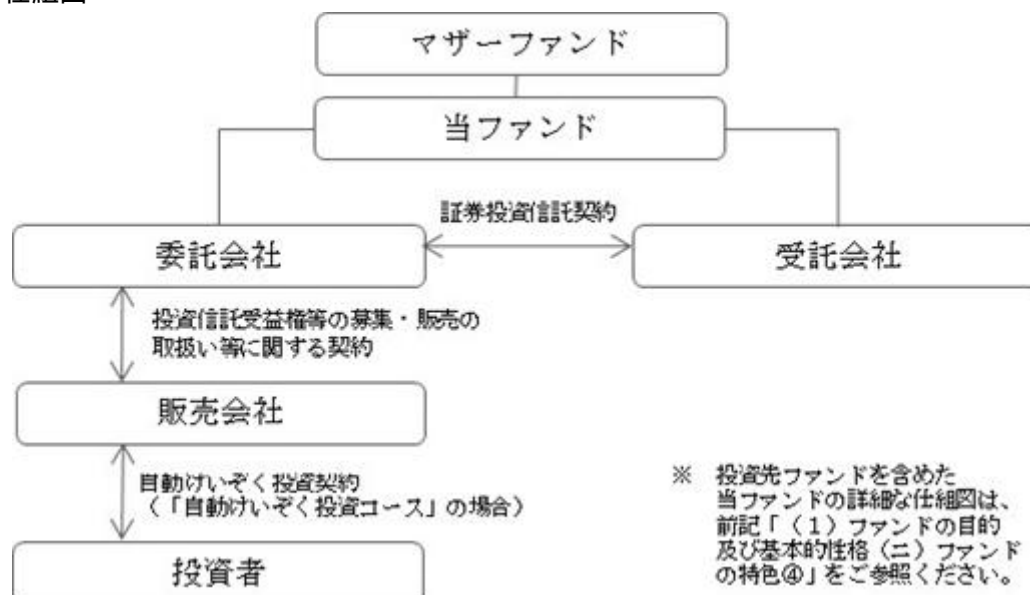 マザーファンド
当ファンド
証券投資信託契約
委託会社
受託会社
投資信託受益権等の募集・販売の
取扱い等に関する契約
販売会社
自動けいぞく投資契約
（「自動けいぞく投資コース」の場合）
投資者
※ 投資先ファンドを含めた
当ファンドの詳細な仕組図は、
前記「（１）ファンドの目的
及び基本的性格（ニ）ファンド
の特色④」をご参照ください。